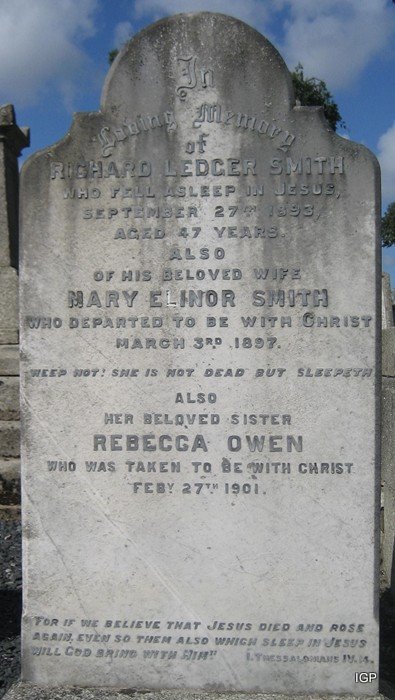 In
Loving Memory
of
RICHARD LEDGER SMITH
WHO FELL ASLEEP IN JESUS,
SEPTEMBER 27TH 1893,
AGED 47 YEARS.
ALSO
OF HIS BELOVED WIFE
MARY ELINOR SMITH
WHO DEPARTED TO BE WITH CHRIST
MARCH 3RD 1897.
WEEP NOT: SHE IS NOT DEAD BUT SLEEPETH
ALSO
HER BELOVED SISTER
REBECCA OWEN
WHO WAS TAKEN TO BE WITH CHRIST
FEBY 27TH 1901.
"FOR IF WE BELIEVE THAT JESUS DIED AND ROSE
AGAIN, EVEN SO THEM ALSO WHICH SLEEP IN JESUS
WILL GOD BRING WITH HIM" I. THESSALONIANS IV. 14.
IGP